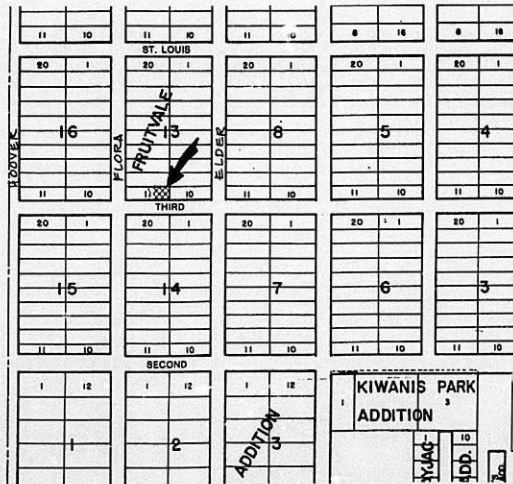 11 10 11 10 11 10 8 16 8 16
ST. LOUIS
20 1 20 1 20 1 20 1 20 1
HOOVER 16 FLORA FRUITVALE 13 ELDER 8 5 4
11 10 11 10 11 10 11 10 11 10
THIRD
20 1 20 1 20 1 20 1 20 1
15 14 7 6 3
11 10 11 10 11 10 11 10 11 10
SECOND
1 12 1 12 1 12
1 KIWANIS PARK 3
ADDITION
1 2 ADDITION 3
10
ADD.